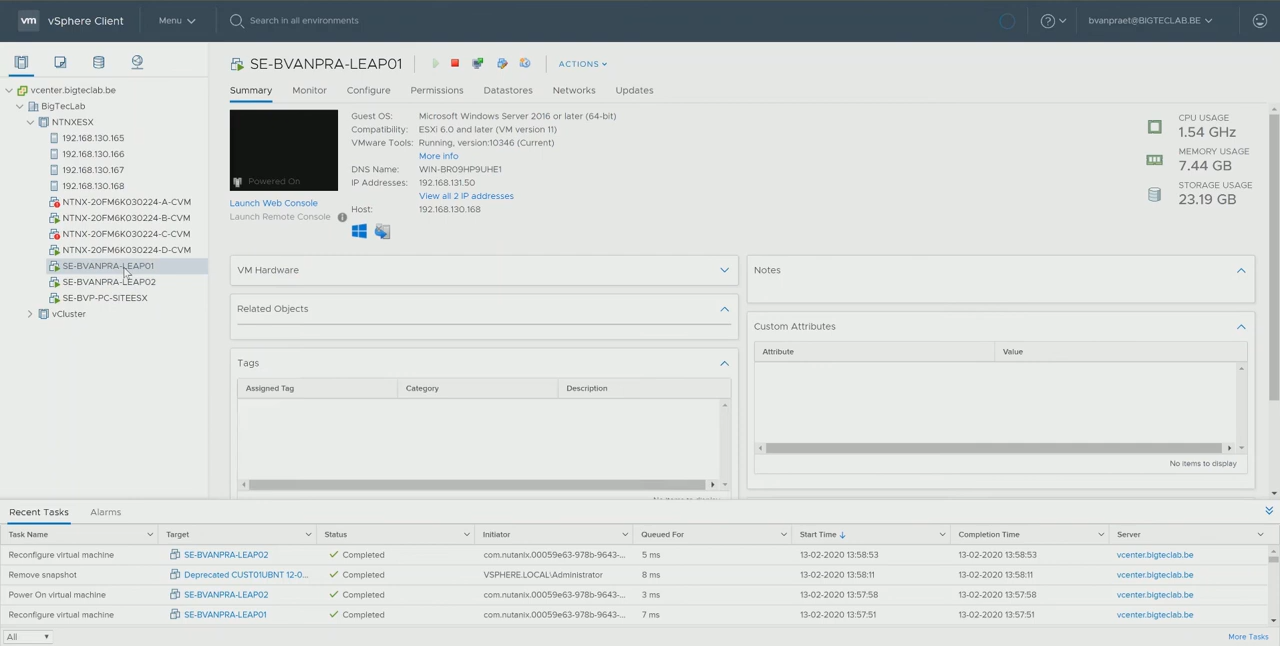 vm vSphere Client Menu Search in all environments bvanpraet@BIGTECLAB.BE
vcenter.bigteclab.be
BigTecLab
NTNXESX
192.168.130.165
192.168.130.166
192.168.130.167
192.168.130.168
NTNX-20FM6K030224-A-CVM
NTNX-20FM6K030224-B-CVM
NTNX-20FM6K030224-C-CVM
NTNX-20FM6K030224-D-CVM
SE-BVANPRA-LEAP01
SE-BVANPRA-LEAP02
SE-BVP-PC-SITEESX
vCluster
SE-BVANPRA-LEAP01 ACTIONS
Summary Monitor Configure Permissions Datastores Networks Updates
Powered On
Launch Web Console
Launch Remote Console
Guest OS: Microsoft Windows Server 2016 or later (64-bit)
Compatibility: ESXi 6.0 and later (VM version 11)
VMware Tools: Running, version:10346 (Current)
More info
DNS Name: WIN-BR09HP9UHE1
IP Addresses: 192.168.131.50
View all 2 IP addresses
Host: 192.168.130.168
CPU USAGE
1.54 GHz
MEMORY USAGE
7.44 GB
STORAGE USAGE
23.19 GB
VM Hardware
Related Objects
Tags
Assigned Tag Category Description
Notes
Custom Attributes
Attribute Value
No items to display
Recent Tasks Alarms
Task Name Target Status Initiator Queued For Start Time Completion Time Server
Reconfigure virtual machine SE-BVANPRA-LEAP02 Completed com.nutanix.00059e63-978b-9643-... 5 ms 13-02-2020 13:58:53 13-02-2020 13:58:53 vcenter.bigteclab.be
Remove snapshot Deprecated CUST01UBNT 12-0... Completed VSPHERE.LOCAL\Administrator 8 ms 13-02-2020 13:58:11 13-02-2020 13:58:11 vcenter.bigteclab.be
Power On virtual machine SE-BVANPRA-LEAP02 Completed com.nutanix.00059e63-978b-9643-... 3 ms 13-02-2020 13:57:58 13-02-2020 13:57:58 vcenter.bigteclab.be
Reconfigure virtual machine SE-BVANPRA-LEAP01 Completed com.nutanix.00059e63-978b-9643-... 7 ms 13-02-2020 13:57:51 13-02-2020 13:57:51 vcenter.bigteclab.be
All More Tasks